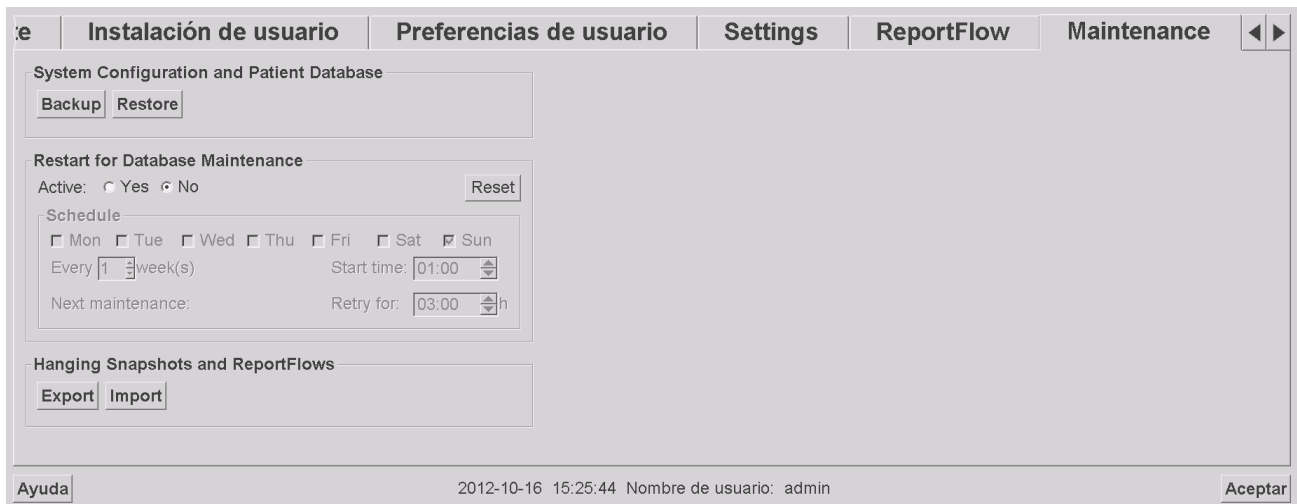 te Instalación de usuario Preferencias de usuario Settings ReportFlow Maintenance
System Configuration and Patient Database
Backup Restore
Restart for Database Maintenance
Active: Yes No Reset
Schedule
Mon Tue Wed Thu Fri Sat Sun
Every 1 week(s) Start time: 01:00
Next maintenance: Retry for: 03:00 h
Hanging Snapshots and ReportFlows
Export Import
Ayuda 2012-10-16 15:25:44 Nombre de usuario: admin Aceptar